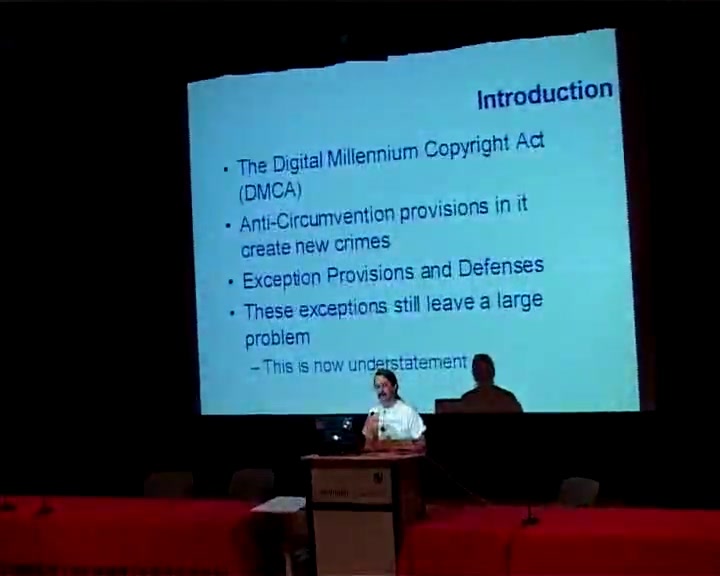 Introduction
• The Digital Millennium Copyright Act
(DMCA)
• Anti-Circumvention provisions in it
create new crimes
• Exception Provisions and Defenses
• These exceptions still leave a large
problem
– This is now understatement